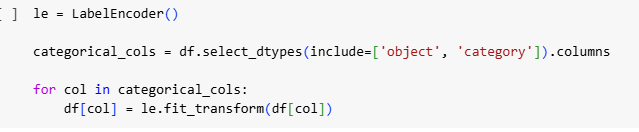 [ ] le = LabelEncoder()
categorical_cols = df.select_dtypes(include=['object', 'category']).columns
for col in categorical_cols:
    df[col] = le.fit_transform(df[col])